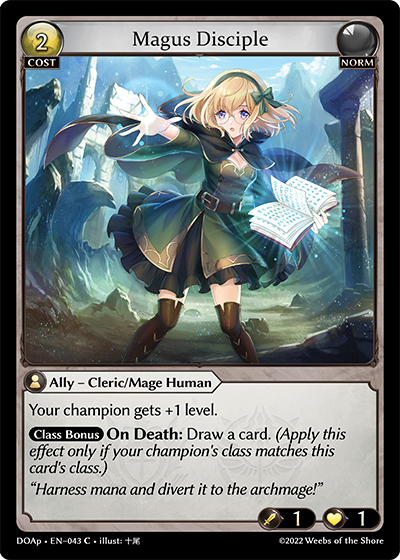 2
Magus Disciple
COST
NORM
Ally – Cleric/Mage Human
Your champion gets +1 level.
Class Bonus On Death: Draw a card. (Apply this
effect only if your champion's class matches this
card's class.)
“Harness mana and divert it to the archmage!”
1
1
DOAp • EN–043 C • illust: 十尾
©2022 Weebs of the Shore